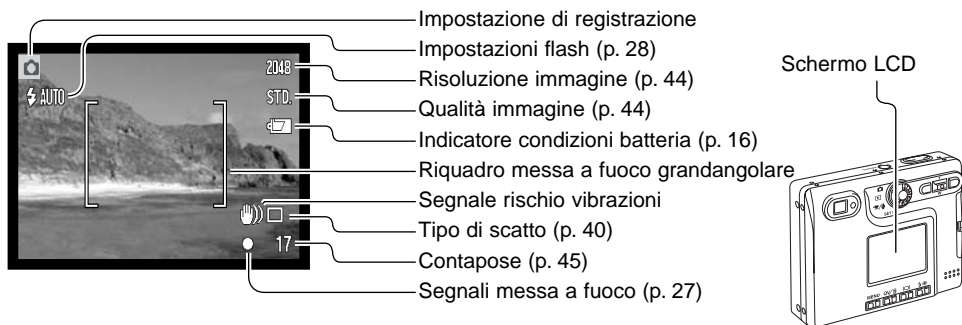 Impostazione di registrazione
Impostazioni flash (p. 28)
Risoluzione immagine (p. 44)
Qualità immagine (p. 44)
Indicatore condizioni batteria (p. 16)
Riquadro messa a fuoco grandangolare
Segnale rischio vibrazioni
Tipo di scatto (p. 40)
Contapose (p. 45)
Segnali messa a fuoco (p. 27)
AUTO
2048
STD.
17
Schermo LCD
MENU